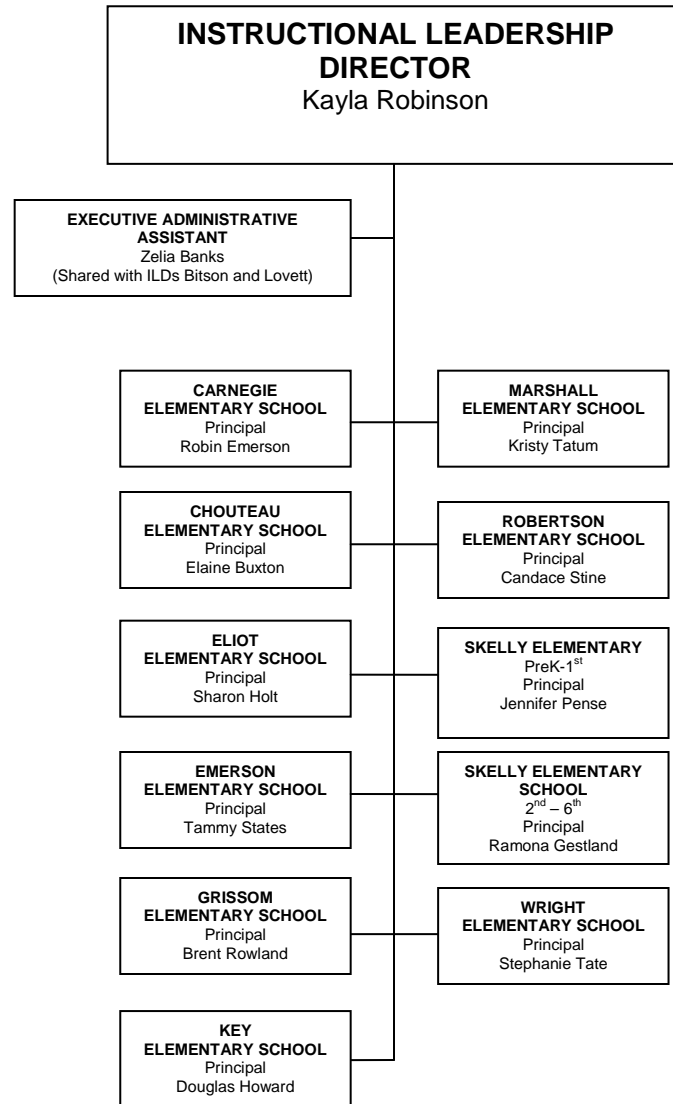 INSTRUCTIONAL LEADERSHIP
DIRECTOR
Kayla Robinson
EXECUTIVE ADMINISTRATIVE
ASSISTANT
Zelia Banks
(Shared with ILDs Bitson and Lovett)
CARNEGIE
ELEMENTARY SCHOOL
Principal
Robin Emerson
MARSHALL
ELEMENTARY SCHOOL
Principal
Kristy Tatum
CHOUTEAU
ELEMENTARY SCHOOL
Principal
Elaine Buxton
ROBERTSON
ELEMENTARY SCHOOL
Principal
Candace Stine
ELIOT
ELEMENTARY SCHOOL
Principal
Sharon Holt
SKELLY ELEMENTARY
PreK-1st
Principal
Jennifer Pense
EMERSON
ELEMENTARY SCHOOL
Principal
Tammy States
SKELLY ELEMENTARY
SCHOOL
2nd – 6th
Principal
Ramona Gestland
GRISSOM
ELEMENTARY SCHOOL
Principal
Brent Rowland
WRIGHT
ELEMENTARY SCHOOL
Principal
Stephanie Tate
KEY
ELEMENTARY SCHOOL
Principal
Douglas Howard